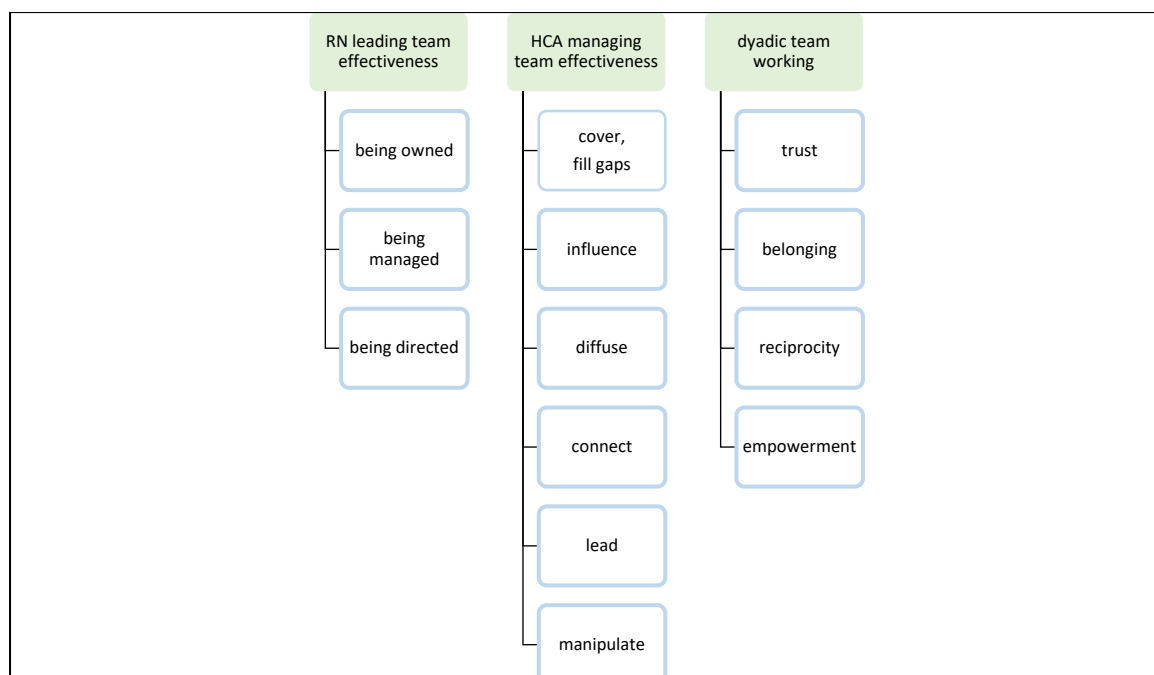 RN leading team
effectiveness
being owned
being
managed
being directed
HCA managing
team effectiveness
cover,
fill gaps
influence
diffuse
connect
lead
manipulate
dyadic team
working
trust
belonging
reciprocity
empowerment